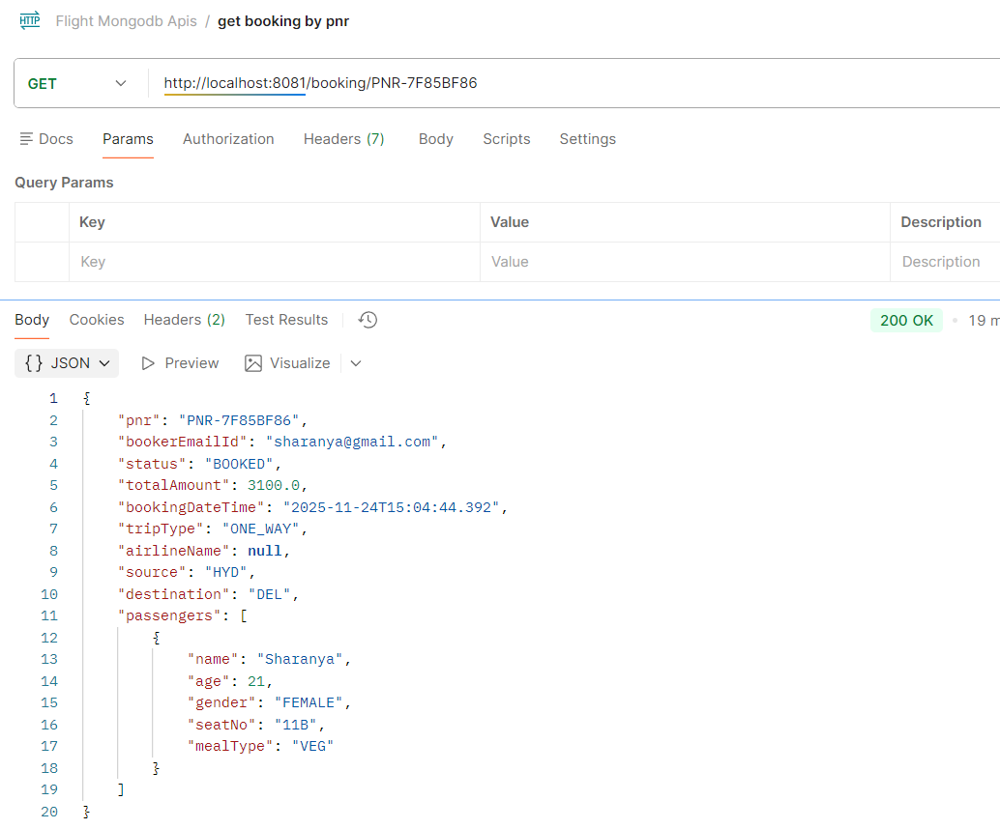 HTTP Flight Mongodb Apis / get booking by pnr
GET http://localhost:8081/booking/PNR-7F85BF86
Docs Params Authorization Headers (7) Body Scripts Settings
Query Params
Key Value Description
Key Value Description
Body Cookies Headers (2) Test Results 200 OK • 19 m
{} JSON Preview Visualize
1 {
2 "pnr": "PNR-7F85BF86",
3 "bookerEmailId": "sharanya@gmail.com",
4 "status": "BOOKED",
5 "totalAmount": 3100.0,
6 "bookingDateTime": "2025-11-24T15:04:44.392",
7 "tripType": "ONE_WAY",
8 "airlineName": null,
9 "source": "HYD",
10 "destination": "DEL",
11 "passengers": [
12 {
13 "name": "Sharanya",
14 "age": 21,
15 "gender": "FEMALE",
16 "seatNo": "11B",
17 "mealType": "VEG"
18 }
19 ]
20 }